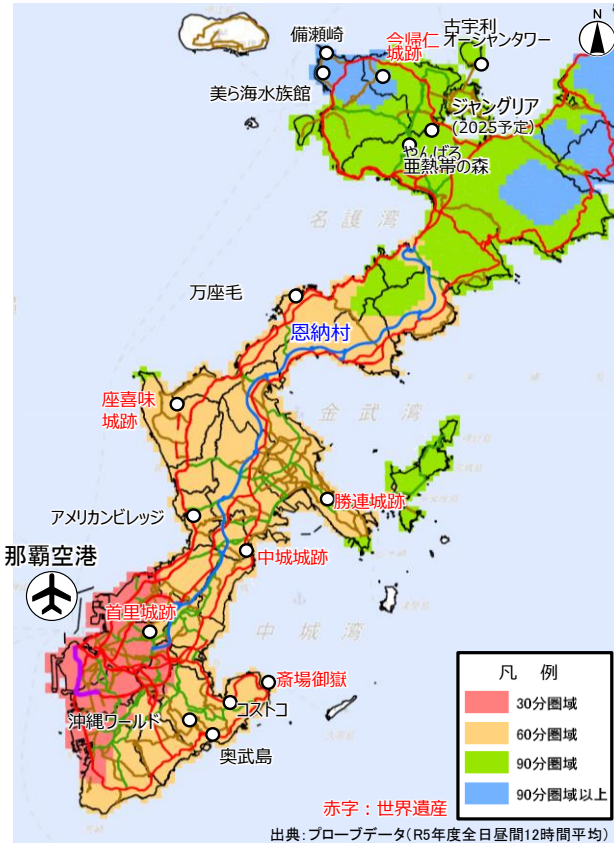 N
備瀬崎
今帰仁
城跡
古宇利
オーシャンタワー
美ら海水族館
ジャングリア
(2025予定)
やんばる
亜熱帯の森
名護湾
万座毛
恩納村
座喜味
城跡
金武湾
勝連城跡
アメリカンビレッジ
中城城跡
那覇空港
首里城跡
中城湾
斎場御嶽
コストコ
沖縄ワールド
奥武島
凡 例
30分圏域
60分圏域
90分圏域
90分圏域以上
赤字：世界遺産
出典：プローブデータ(R5年度全日昼間12時間平均)